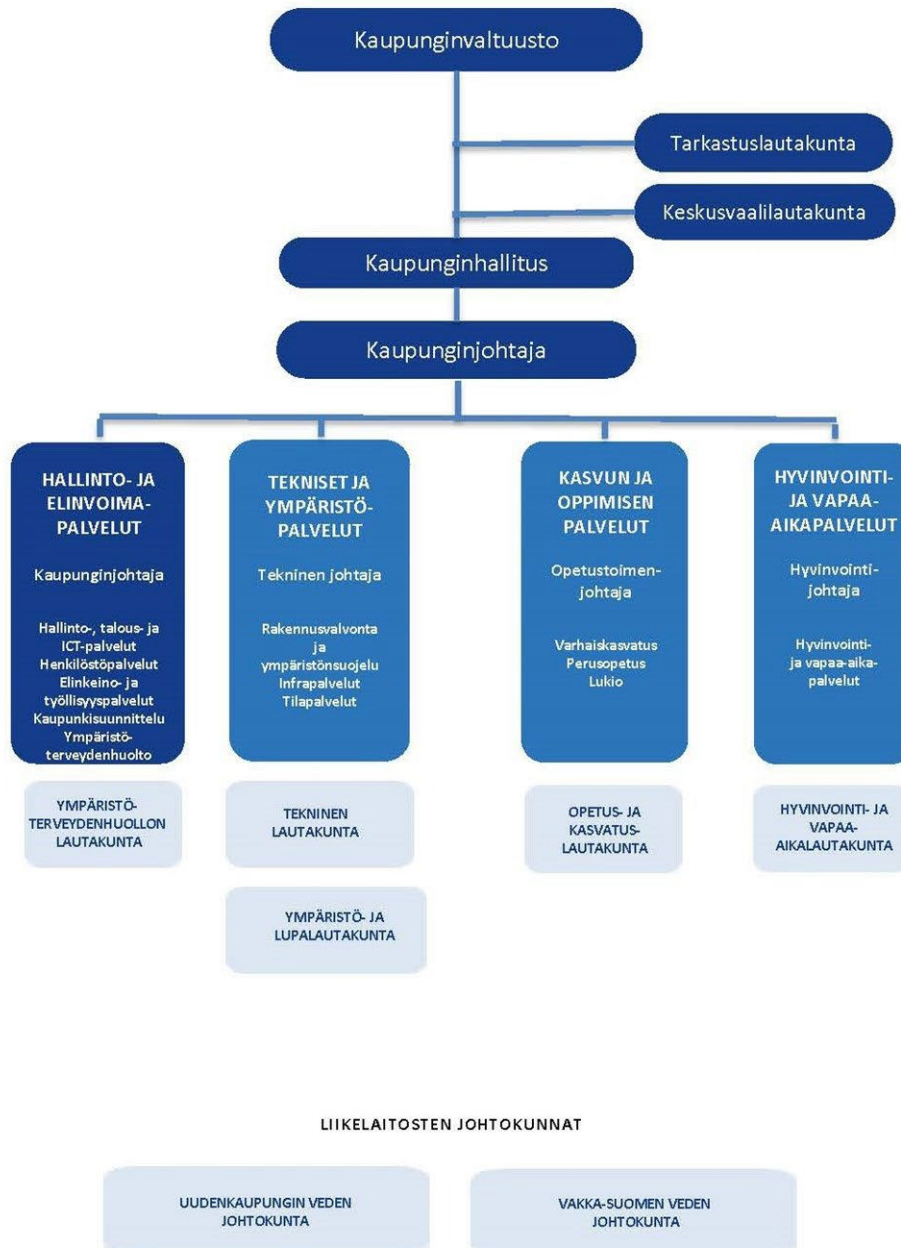 Kaupunginvaltuusto
Tarkastuslautakunta
Keskusvaalilautakunta
Kaupunginhallitus
Kaupunginjohtaja
HALLINTO- JA
ELINVOIMA-
PALVELUT
Kaupunginjohtaja
Hallinto-, talous- ja
ICT-palvelut
Henkilöstöpalvelut
Elinkeino- ja
työllisyyspalvelut
Kaupunkisuunnittelu
Ympäristö-
terveydenhuolto
TEKNISET JA
YMPÄRISTÖ-
PALVELUT
Tekninen johtaja
Rakennusvalvonta
ja
ympäristönsuojelu
Infrapalvelut
Tilapalvelut
KASVUN JA
OPPIMISEN
PALVELUT
Opetustoimen-
johtaja
Varhaiskasvatus
Perusopetus
Lukio
HYVINVOINTI-
JA VAPAA-
AIKAPALVELUT
Hyvinvointi-
johtaja
Hyvinvointi-
ja vapaa-aika-
palvelut
YMPÄRISTÖ-
TERVEYDENHUOLLON
LAUTAKUNTA
TEKNINEN
LAUTAKUNTA
YMPÄRISTÖ- JA
LUPALAUTAKUNTA
OPETUS- JA
KASVATUS-
LAUTAKUNTA
HYVINVOINTI- JA
VAPAA-
AIKALAUTAKUNTA
LIIKELAITOSTEN JOHTOKUNNAT
UUDENKAUPUNGIN VEDEN
JOHTOKUNTA
VAKKA-SUOMEN VEDEN
JOHTOKUNTA